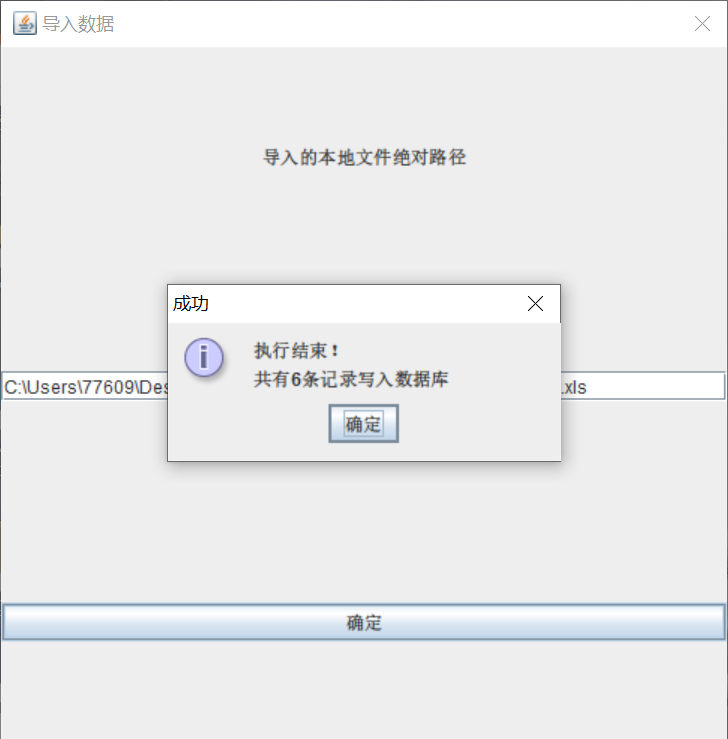 导入数据
导入的本地文件绝对路径
成功
执行结束！
共有6条记录写入数据库
确定
C:\Users\77609\Des .xls
确定